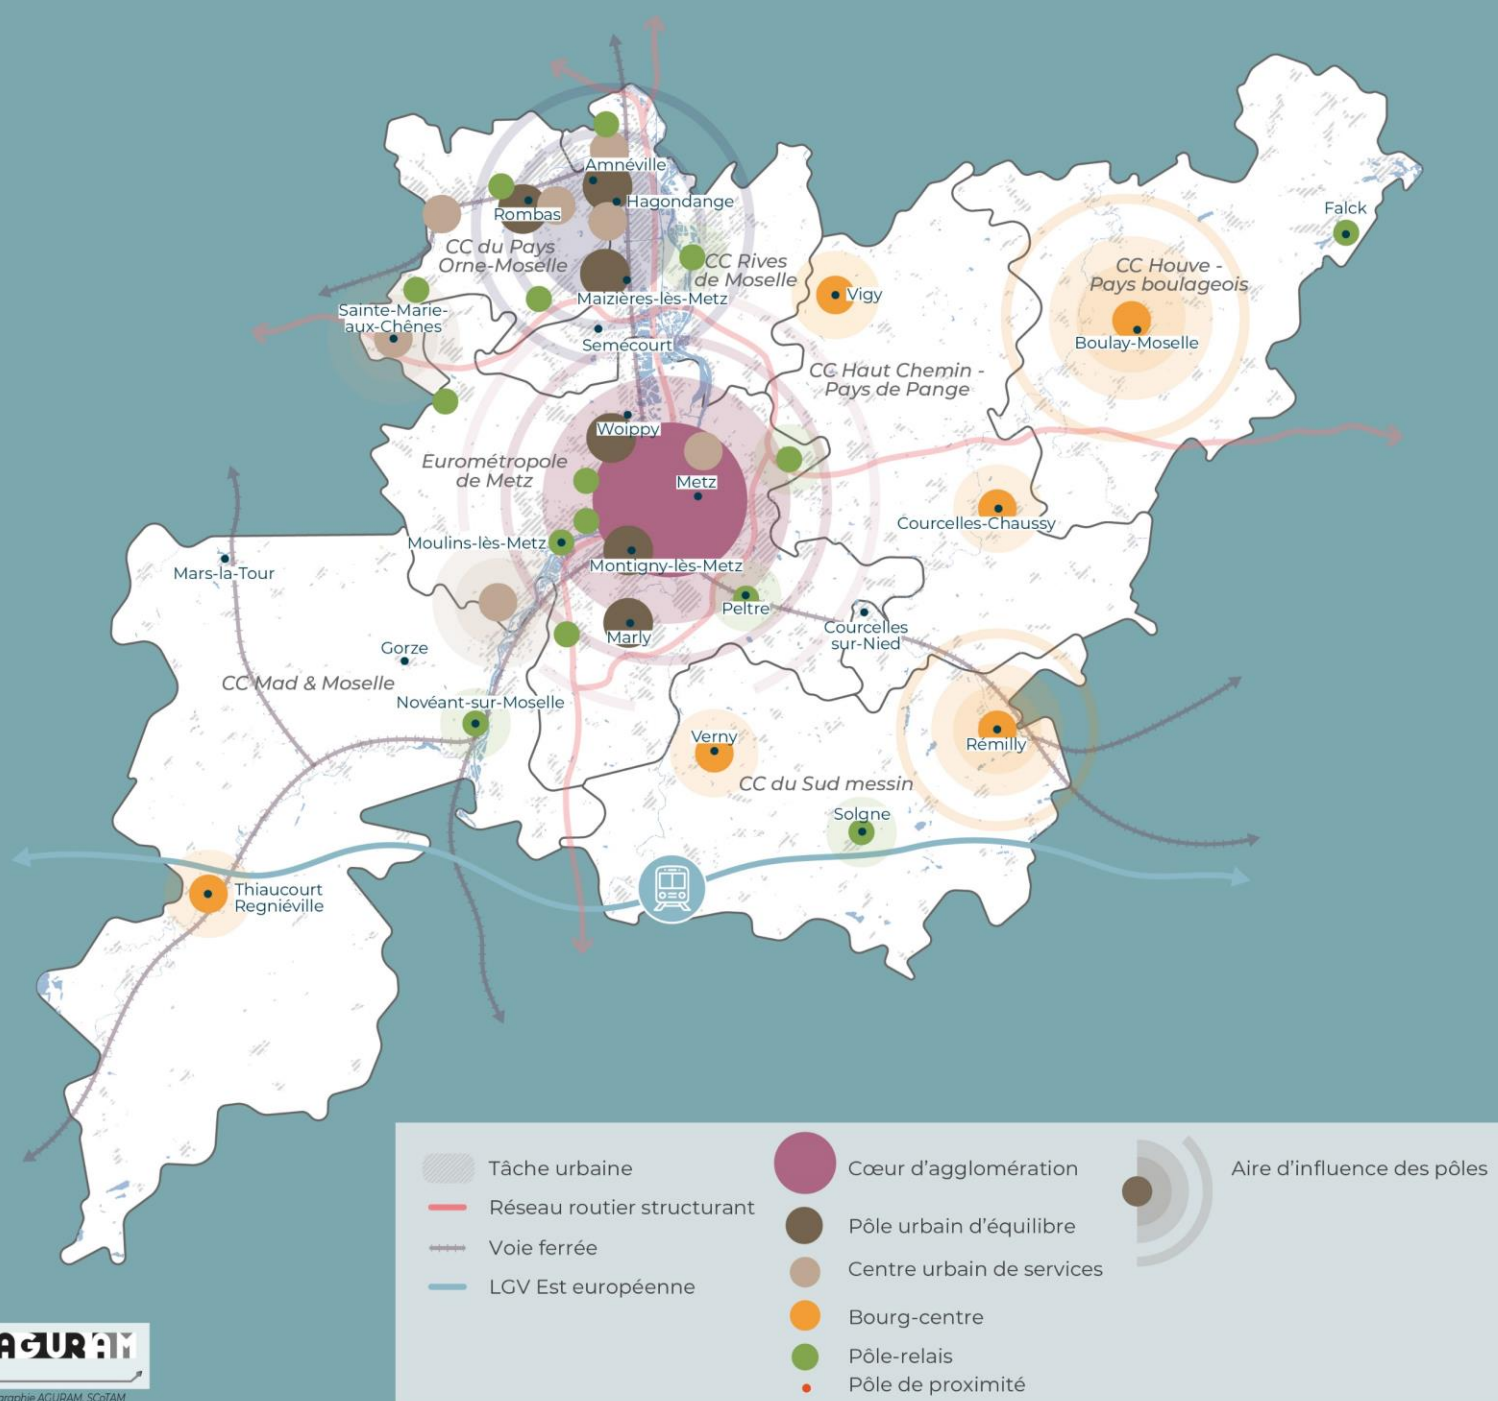 Amnéville
Hagondange
Rombas
CC du Pays
Orne-Moselle
CC Rives
de Moselle
Maizières-lès-Metz
Sainte-Marie-
aux-Chênes
Semécourt
Vigy
Falck
CC Houve -
Pays boulageois
Boulay-Moselle
CC Haut Chemin -
Pays de Pange
Woippy
Eurométropole
de Metz
Metz
Courcelles-Chaussy
Moulins-lès-Metz
Montigny-lès-Metz
Mars-la-Tour
Peltre
Courcelles
sur-Nied
Marly
Gorze
CC Mad & Moselle
Novéant-sur-Moselle
Verny
Rémilly
CC du Sud messin
Solgne
Thiaucourt
Regniéville
Tâche urbaine
Réseau routier structurant
Voie ferrée
LGV Est européenne
Cœur d'agglomération
Pôle urbain d'équilibre
Centre urbain de services
Bourg-centre
Pôle-relais
Pôle de proximité
Aire d'influence des pôles
AGURAM
graphie AGURAM, SCoTAM